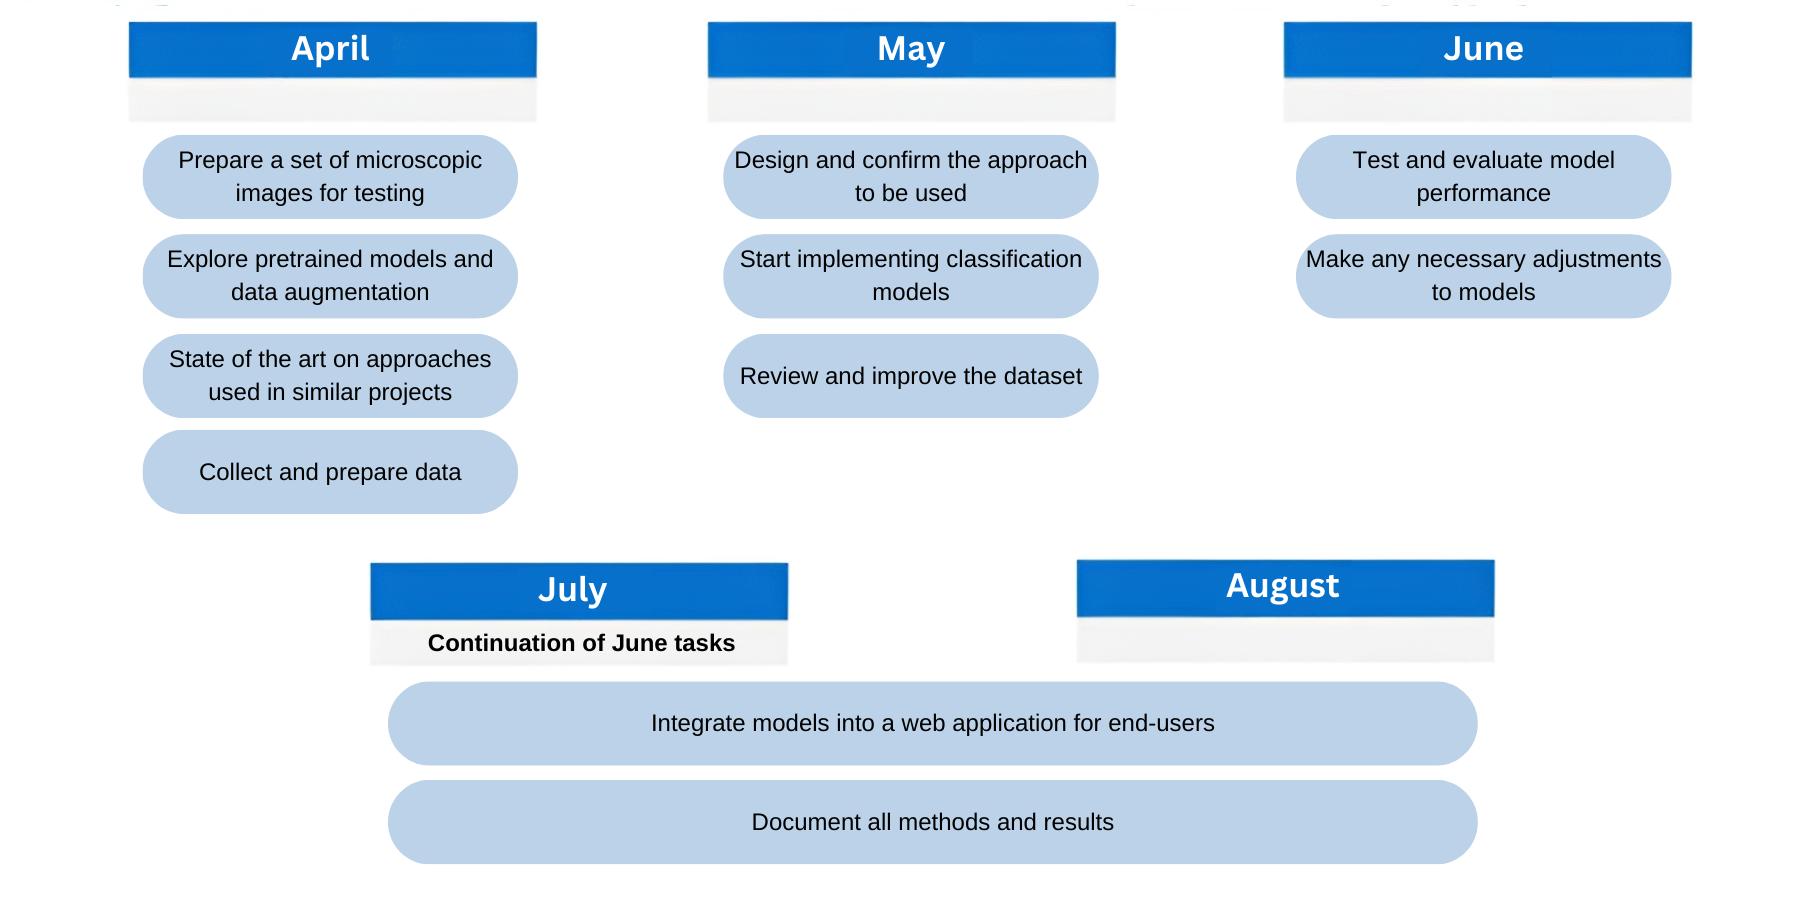 April
Prepare a set of microscopic
images for testing
Explore pretrained models and
data augmentation
State of the art on approaches
used in similar projects
Collect and prepare data
May
Design and confirm the approach
to be used
Start implementing classification
models
Review and improve the dataset
June
Test and evaluate model
performance
Make any necessary adjustments
to models
July
Continuation of June tasks
August
Integrate models into a web application for end-users
Document all methods and results